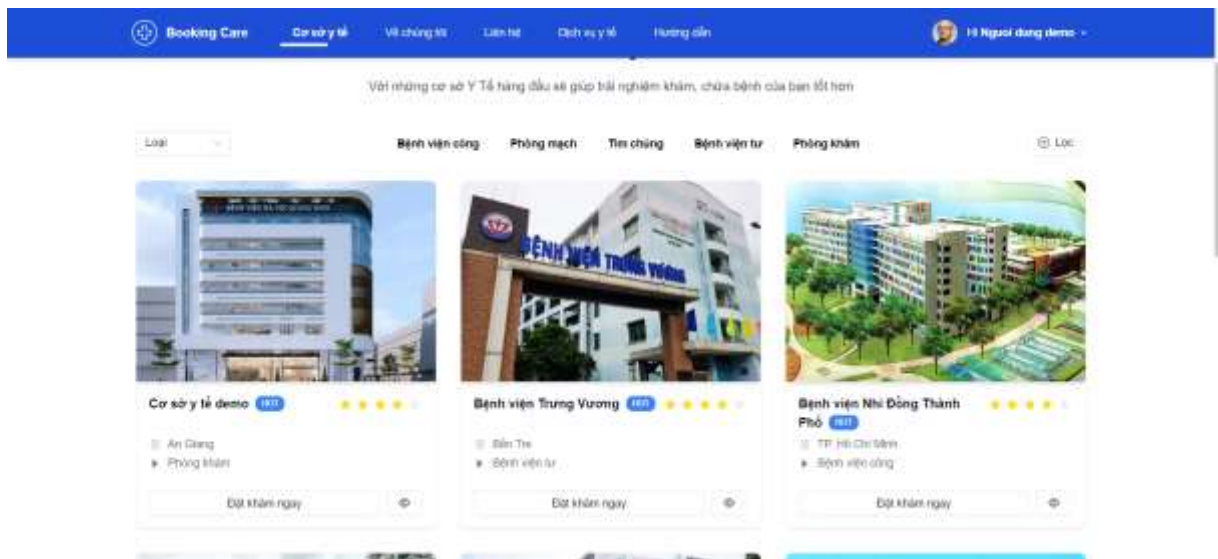 Booking Care Cơ sở y tế Về chúng tôi Liên hệ Dịch vụ y tế Hướng dẫn Hi Nguoi dung demo
Với những cơ sở Y Tế hàng đầu sẽ giúp trải nghiệm khám, chữa bệnh của bạn tốt hơn
Loại Bệnh viện công Phòng mạch Tim chủng Bệnh viện tư Phòng khám Lọc
BỆNH VIỆN TRƯNG VƯƠNG
Cơ sở y tế demo HOT
Bệnh viện Trưng Vương HOT
Bệnh viện Nhi Đồng Thành
Phố HOT
An Giang
Bến Tre
TP. Hồ Chí Minh
Phòng khám
Bệnh viện tư
Bệnh viện công
Đặt khám ngay
Đặt khám ngay
Đặt khám ngay